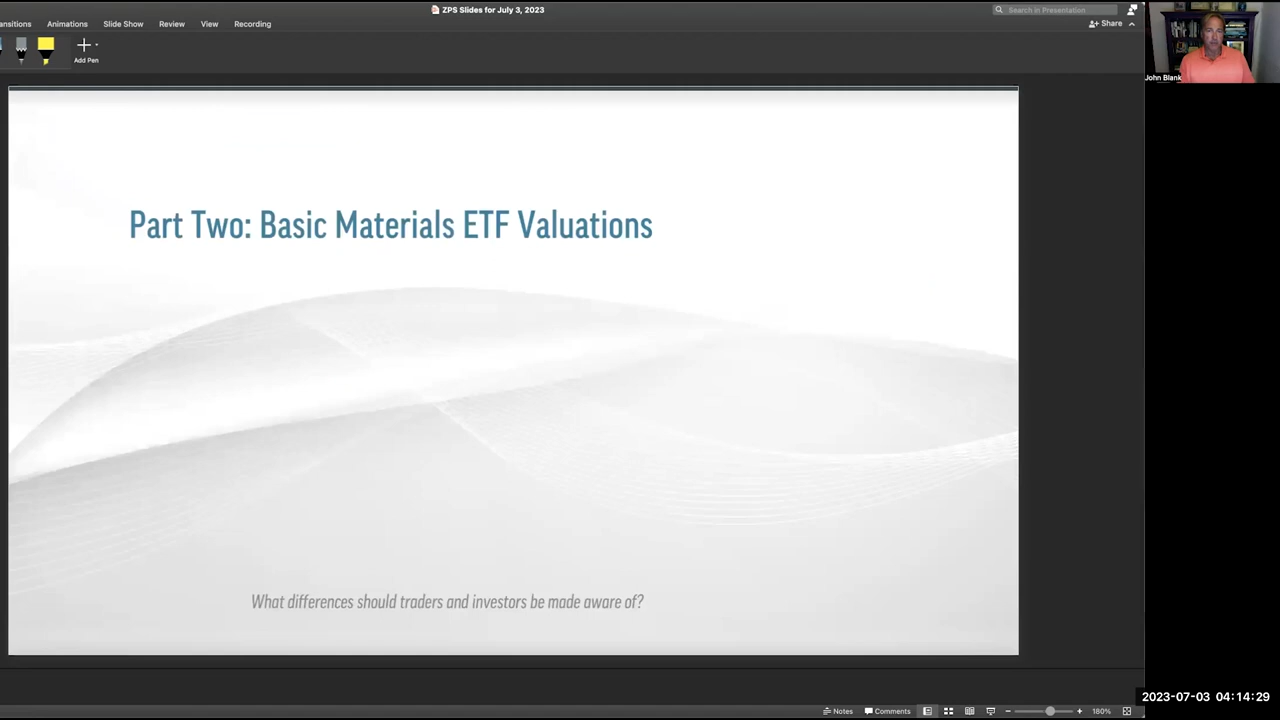 ZPS Slides for July 3, 2023
Search in Presentation
ansitions Animations Slide Show Review View Recording
Share
Add Pen
John Blank
Part Two: Basic Materials ETF Valuations
What differences should traders and investors be made aware of?
2023-07-03 04:14:29
Notes Comments 180%